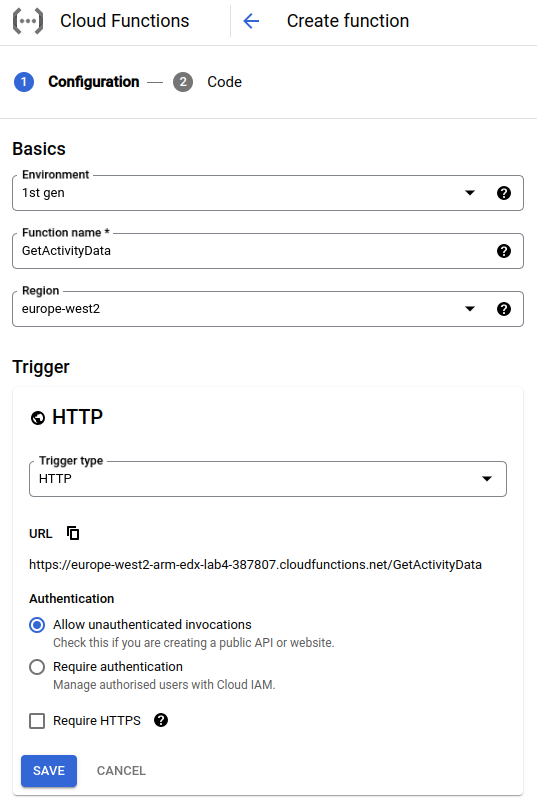 Cloud Functions
Create function
1 Configuration — 2 Code
Basics
Environment
1st gen
Function name *
GetActivityData
Region
europe-west2
Trigger
HTTP
Trigger type
HTTP
URL
https://europe-west2-arm-edx-lab4-387807.cloudfunctions.net/GetActivityData
Authentication
Allow unauthenticated invocations
Check this if you are creating a public API or website.
Require authentication
Manage authorised users with Cloud IAM.
Require HTTPS
SAVE CANCEL